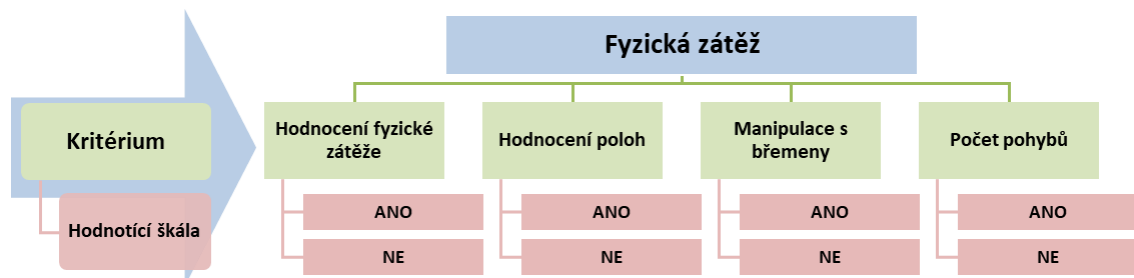 Fyzická zátěž
Kritérium
Hodnotící škála
Hodnocení fyzické
zátěže
Hodnocení poloh
Manipulace s
břemeny
Počet pohybů
ANO
ANO
ANO
ANO
NE
NE
NE
NE